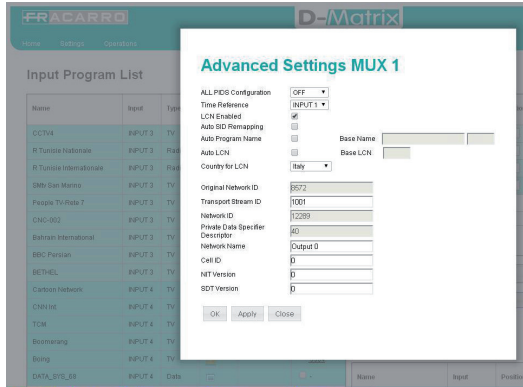 FRACARRO
D-Matrix
Home Settings Operations
Input Program List
Name Input Type
CCTV4 INPUT 3 TV
R Tunisie Nationale INPUT 3
R Tunisie Internationale INPUT 3
SMtv San Marino INPUT 3 TV
People TV-Rete 7 INPUT 3 TV
CNC-002 INPUT 3 TV
Bahrain International INPUT 3 TV
BBC Persian INPUT 3 TV
BETHEL INPUT 3 TV
Cartoon Network INPUT 4 TV
CNN Int INPUT 4 TV
TCM INPUT 4 TV
Boomerang INPUT 4 TV
Boing INPUT 4 TV
DATA_SYS_03 INPUT 4 Data
Name Input
Advanced Settings MUX 1
ALL PIDS Configuration OFF
Time Reference INPUT 1
LCN Enabled
Auto SID Remapping
Auto Program Name Base Name
Auto LCN Base LCN
Country for LCN Italy
Original Network ID 8572
Transport Stream ID 1001
Network ID 12289
Private Data Specifier
Descriptor 40
Network Name Output 0
Cell ID 0
NIT Version 0
SDT Version 0
OK Apply Close